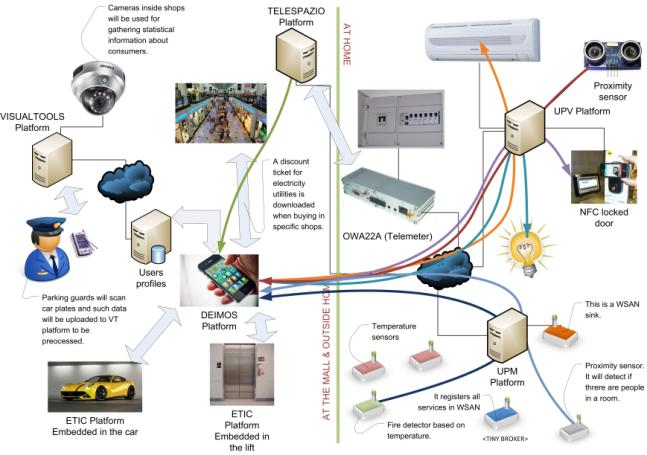 Cameras inside shops
will be used for
gathering statistical
information about
consumers.
TELESPAZIO
Platform
AT HOME
Proximity
sensor
VISUALTOOLS
Platform
UPV Platform
A discount
ticket for
electricity
utilities is
downloaded
when buying in
specific shops.
NFC locked
door
OWA22A (Telemeter)
Users
profiles
Parking guards will scan
car plates and such data
will be uploaded to VT
platform to be
preocessed.
DEIMOS
Platform
AT THE MALL & OUTSIDE HOME
This is a WSAN
sink.
Temperature
sensors
UPM
Platform
Proximity sensor.
It will detect if
threre are people
in a room.
It registers all
services in WSAN
ETIC Platform
Embedded in the car
ETIC
Platform
Embedded in
the lift
Fire detector based on
temperature.
<TINY BROKER>